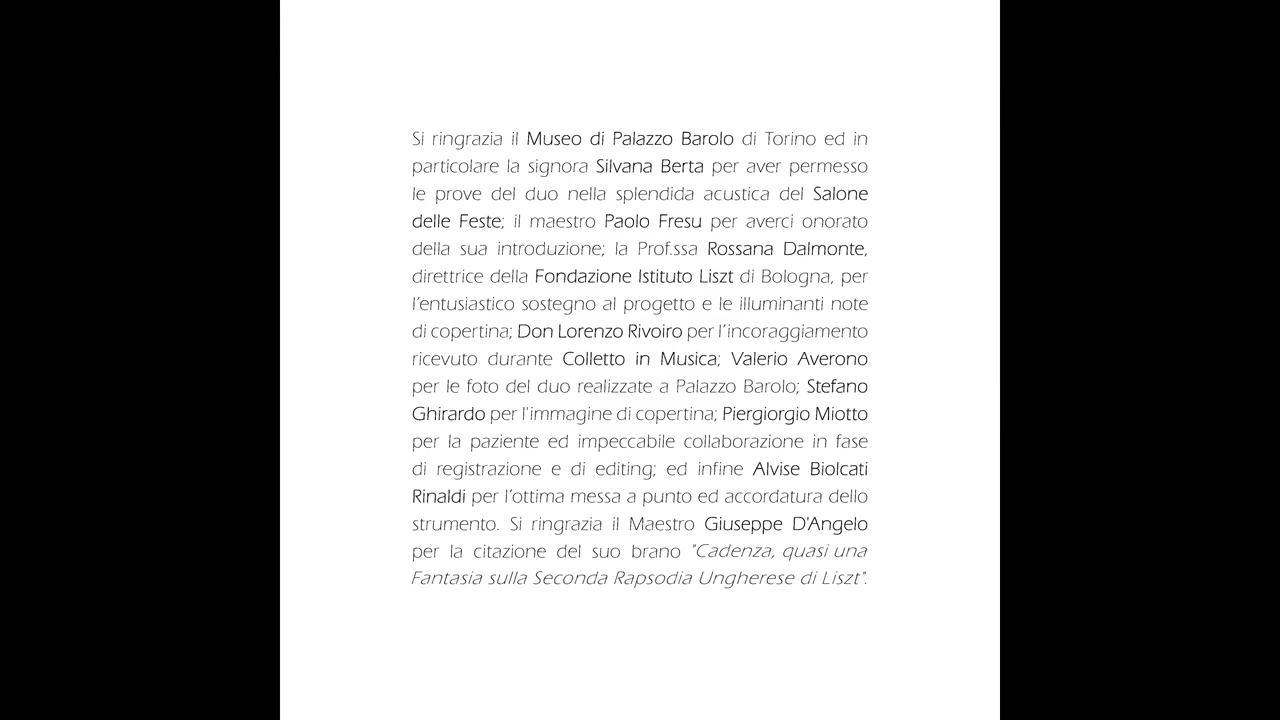 Si ringrazia il Museo di Palazzo Barolo di Torino ed in
particolare la signora Silvana Berta per aver permesso
le prove del duo nella splendida acustica del Salone
delle Feste; il maestro Paolo Fresu per averci onorato
della sua introduzione; la Prof.ssa Rossana Dalmonte,
direttrice della Fondazione Istituto Liszt di Bologna, per
l'entusiastico sostegno al progetto e le illuminanti note
di copertina; Don Lorenzo Rivoiro per l'incoraggiamento
ricevuto durante Colletto in Musica; Valerio Averono
per le foto del duo realizzate a Palazzo Barolo; Stefano
Ghirardo per l'immagine di copertina; Piergiorgio Miotto
per la paziente ed impeccabile collaborazione in fase
di registrazione e di editing; ed infine Alvise Biolcati
Rinaldi per l'ottima messa a punto ed accordatura dello
strumento. Si ringrazia il Maestro Giuseppe D'Angelo
per la citazione del suo brano "Cadenza, quasi una
Fantasia sulla Seconda Rapsodia Ungherese di Liszt".